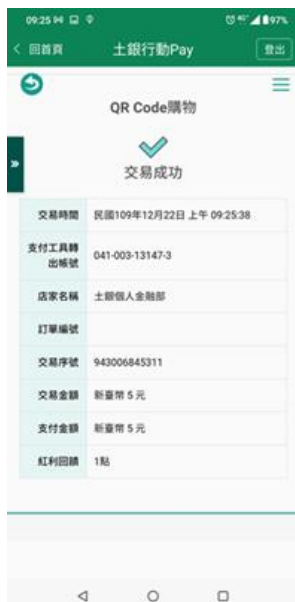 09:25
97%
回首頁 土銀行動Pay 登出
QR Code購物
»
交易成功
交易時間 民國109年12月22日 上午 09:25:38
支付工具轉
出帳號 041-003-13147-3
店家名稱 土銀個人金融部
訂單編號
交易序號 943006845311
交易金額 新臺幣 5 元
支付金額 新臺幣 5 元
紅利回饋 1點